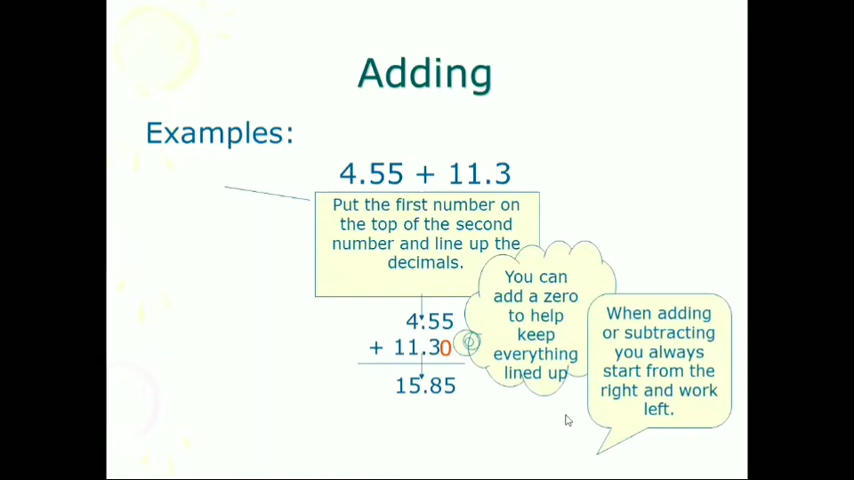 Adding
Examples:
4.55 + 11.3
Put the first number on
the top of the second
number and line up the
decimals.
You can
add a zero
to help
keep
everything
lined up
When adding
or subtracting
you always
start from the
right and work
left.
4.55
+ 11.30
15.85